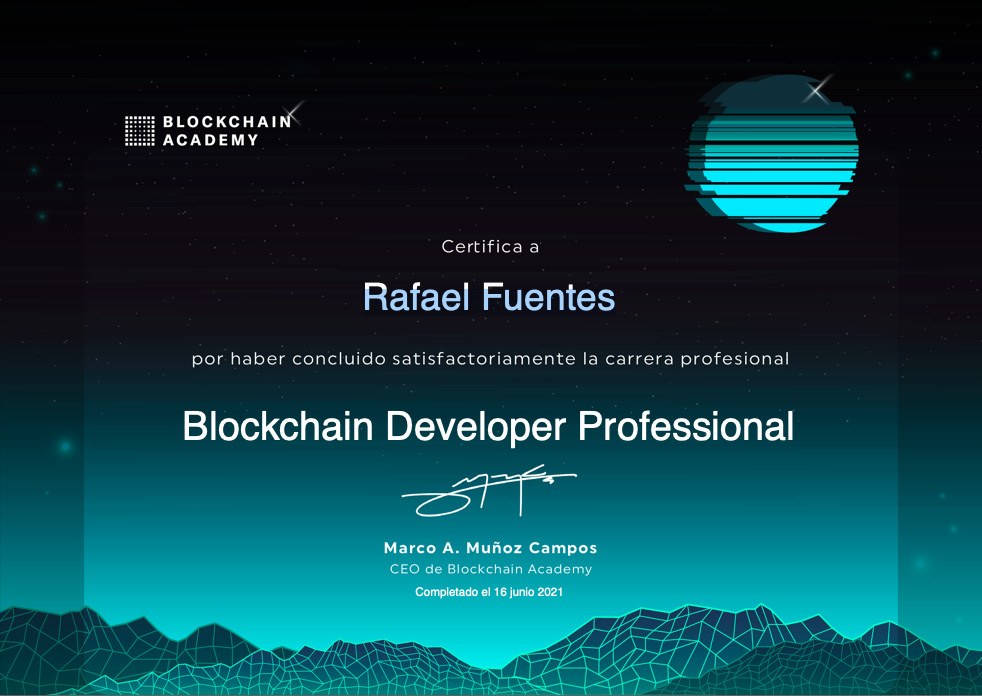 BLOCKCHAIN
ACADEMY
Certifica a
Rafael Fuentes
por haber concluido satisfactoriamente la carrera profesional
Blockchain Developer Professional
Marco A. Muñoz Campos
CEO de Blockchain Academy
Completado el 16 junio 2021